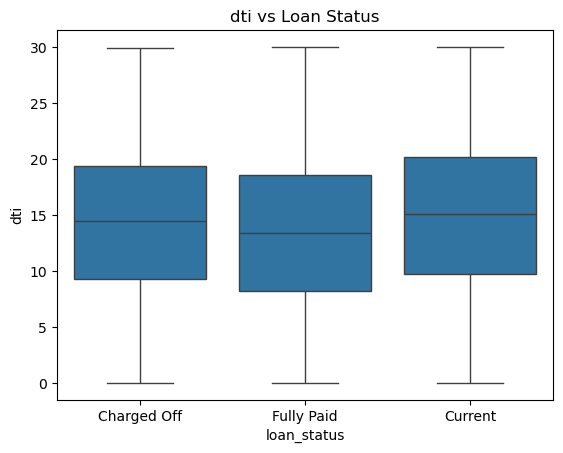 dti vs Loan Status
30
25
20
15
10
5
0
dti
Charged Off
Fully Paid
Current
loan_status